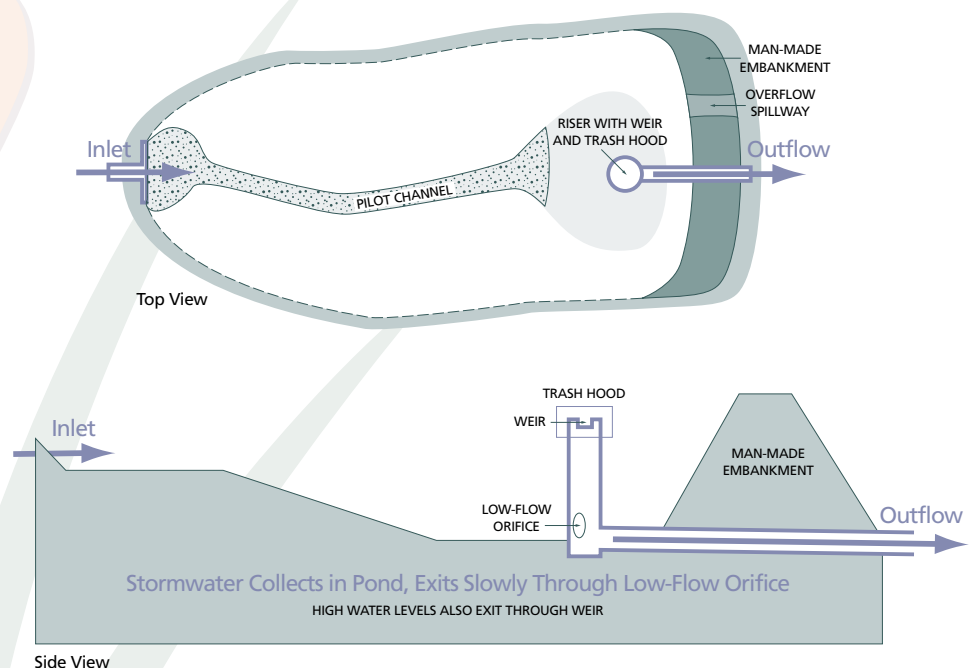 MAN-MADE
EMBANKMENT
OVERFLOW
SPILLWAY
RISER WITH WEIR
AND TRASH HOOD
Inlet
Outflow
PILOT CHANNEL
Top View
TRASH HOOD
WEIR
Inlet
MAN-MADE
EMBANKMENT
LOW-FLOW
ORIFICE
Outflow
Stormwater Collects in Pond, Exits Slowly Through Low-Flow Orifice
HIGH WATER LEVELS ALSO EXIT THROUGH WEIR
Side View